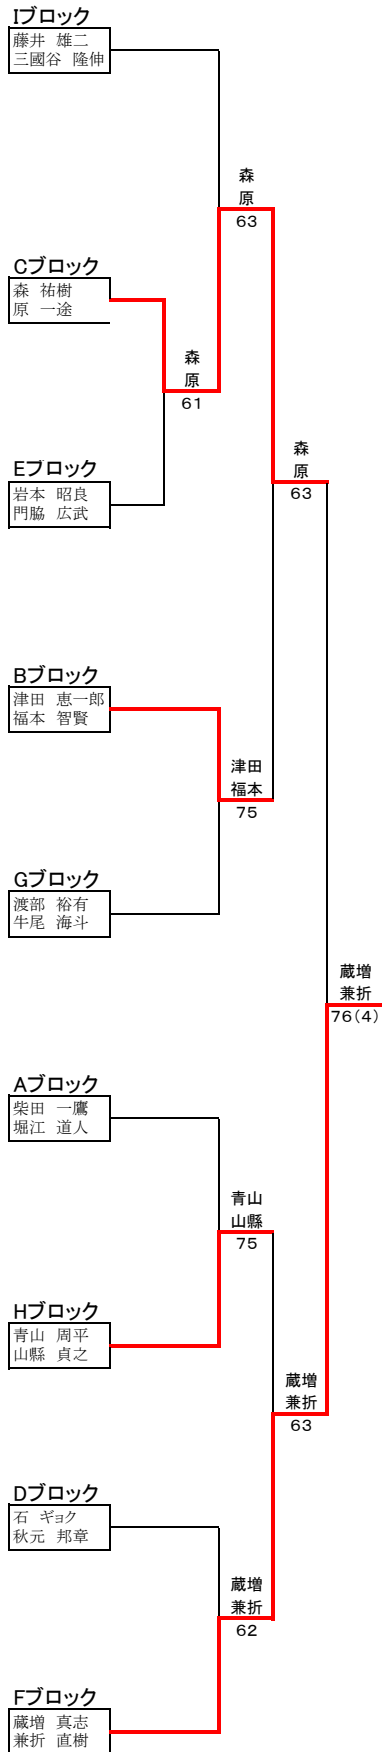 Iブロック
藤井 雄二
三國谷 隆伸
森
原
63
Cブロック
森 祐樹
原 一途
森
原
61
Eブロック
岩本 昭良
門脇 広武
森
原
63
Bブロック
津田 恵一郎
福本 智賢
津田
福本
75
Gブロック
渡部 裕有
牛尾 海斗
蔵増
兼折
76(4)
Aブロック
柴田 一鷹
堀江 道人
青山
山縣
75
Hブロック
青山 周平
山縣 貞之
蔵増
兼折
63
Dブロック
石 ギョク
秋元 邦章
蔵増
兼折
62
Fブロック
蔵増 真志
兼折 直樹